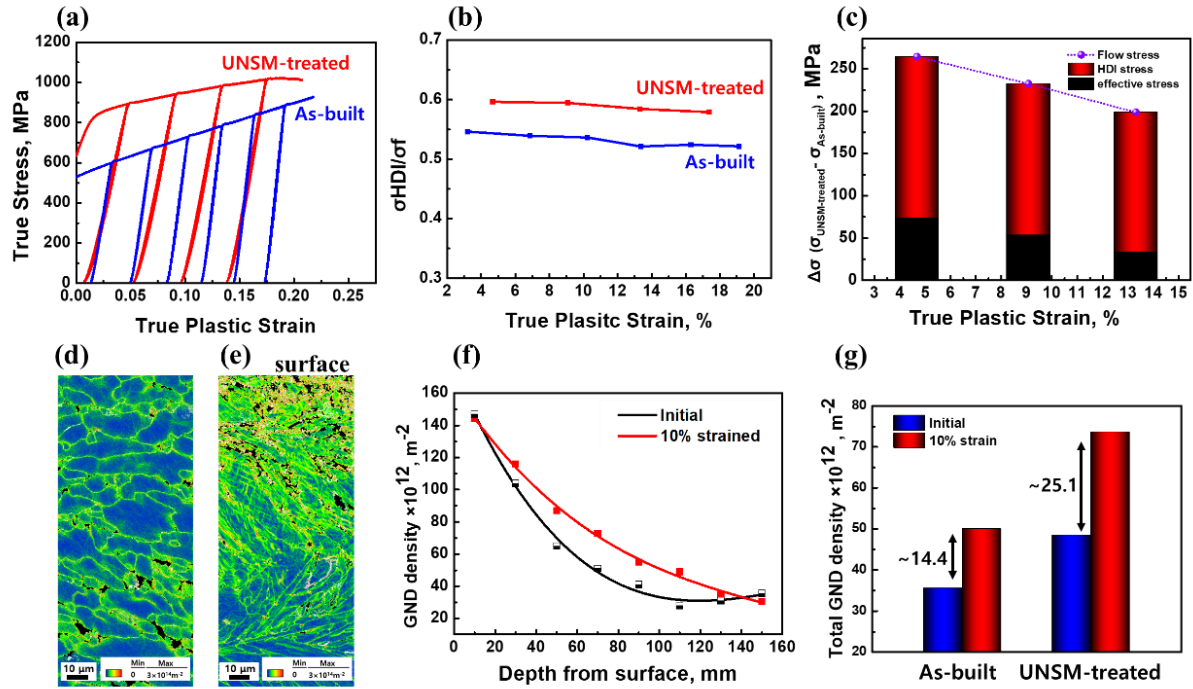 (a)
1200
1000
800
600
400
200
0
True Stress, MPa
UNSM-treated
As-built
0.00 0.05 0.10 0.15 0.20 0.25
True Plastic Strain
(b)
0.7
0.6
0.5
0.4
0.3
σHDI/σf
UNSM-treated
As-built
2 4 6 8 10 12 14 16 18 20
True Plasitc Strain, %
(c)
300
250
200
150
100
50
0
Δσ (σUNSM-treated- σAs-built) , MPa
Flow stress
HDI stress
effective stress
3 4 5 6 7 8 9 10 11 12 13 14 15
True Plastic Strain, %
(d)
10 μm
Min Max
0 3×10¹⁴m⁻²
(e)
surface
10 μm
Min Max
0 3×10¹⁴m⁻²
(f)
160
140
120
100
80
60
40
20
0
GND density ×10¹², m⁻²
Initial
10% strained
0 20 40 60 80 100 120 140 160
Depth from surface, mm
(g)
80
70
60
50
40
30
20
Total GND density ×10¹² , m⁻²
Initial
10% strain
~14.4
~25.1
As-built UNSM-treated